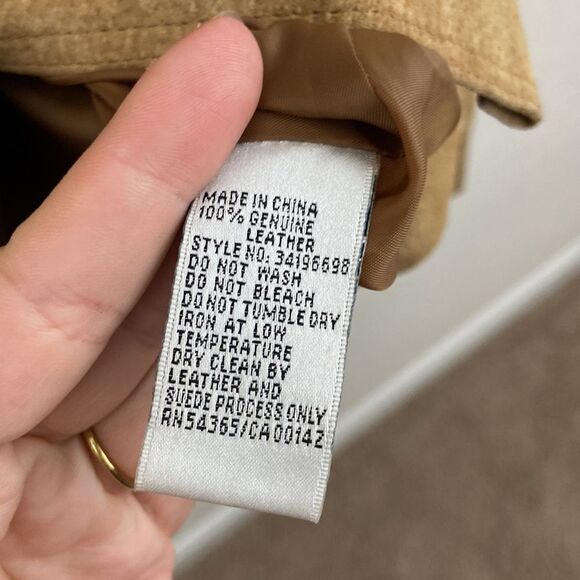 MADE IN CHINA
100% GENUINE
LEATHER
STYLE NO: 34196698
DO NOT WASH
DO NOT BLEACH
DO NOT TUMBLE DRY
IRON AT LOW
TEMPERATURE
DRY CLEAN BY
LEATHER AND
SUEDE PROCESS ONLY
RN54365/CA00142